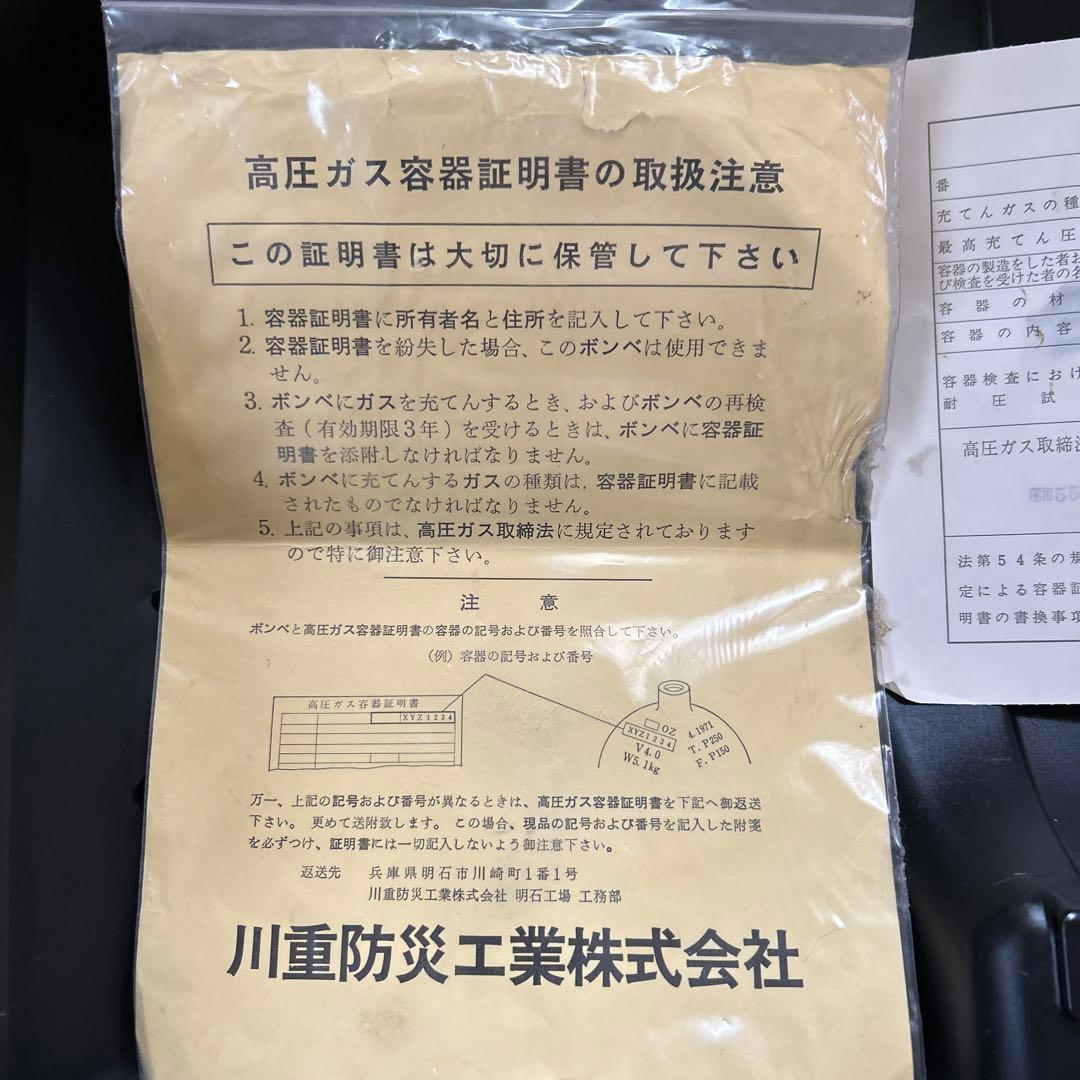 高圧ガス容器証明書の取扱注意
この証明書は大切に保管して下さい
1. 容器証明書に所有者名と住所を記入して下さい。
2. 容器証明書を紛失した場合、このボンベは使用できま
せん。
3. ボンベにガスを充てんするとき、およびボンベの再検
査(有効期限3年)を受けるときは、ボンベに容器証
明書を添附しなければなりません。
4. ボンベに充てんするガスの種類は、容器証明書に記載
されたものでなければなりません。
5. 上記の事項は、高圧ガス取締法に規定されております
ので特に御注意下さい。
注 意
ボンベと高圧ガス容器証明書の容器の記号および番号を照合して下さい。
(例) 容器の記号および番号
高圧ガス容器証明書
XYZ1234
OZ
XYZ1234
V4.0
W5.1kg
4.1971
T.P250
F.P150
万一、上記の記号および番号が異なるときは、高圧ガス容器証明書を下記へ御返送
下さい。更めて送附致します。この場合、現品の記号および番号を記入した附箋
を必ずつけ、証明書には一切記入しないよう御注意下さい。
返送先 兵庫県明石市川崎町1番1号
川重防災工業株式会社 明石工場 工務部
川重防災工業株式会社
番
充てんガスの種
最高充てん圧
容器の製造をした者お
び検査を受けた者の名
容器の材
容器の内容
容器検査におけ
耐圧試
高圧ガス取締法
昭和55
法第54条の規
定による容器証
明書の書換事項